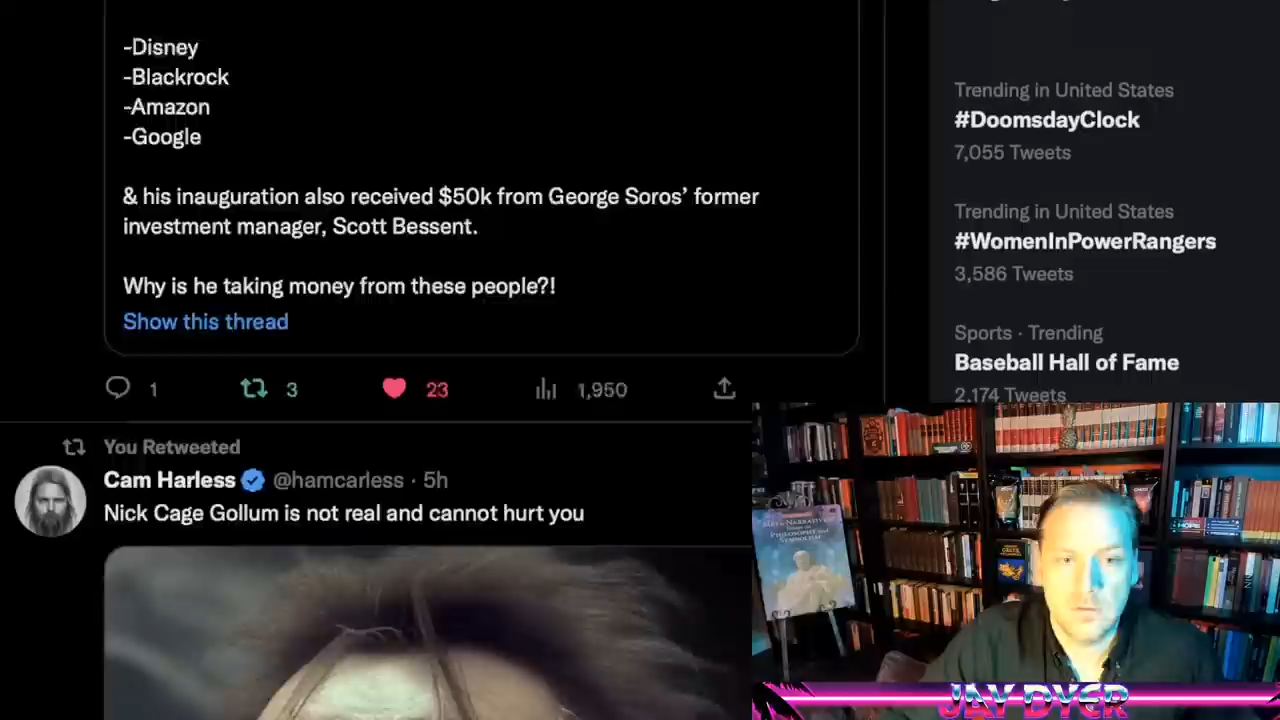 -Disney
-Blackrock
-Amazon
-Google
& his inauguration also received $50k from George Soros’ former
investment manager, Scott Bessent.
Why is he taking money from these people?!
Show this thread
1 3 23 1,950
You Retweeted
Cam Harless @hamcarless · 5h
Nick Cage Gollum is not real and cannot hurt you
Trending in United States
#DoomsdayClock
7,055 Tweets
Trending in United States
#WomenInPowerRangers
3,586 Tweets
Sports · Trending
Baseball Hall of Fame
2,174 Tweets
PHILOSOPHY and
SYMBOLISM
JAY DYER